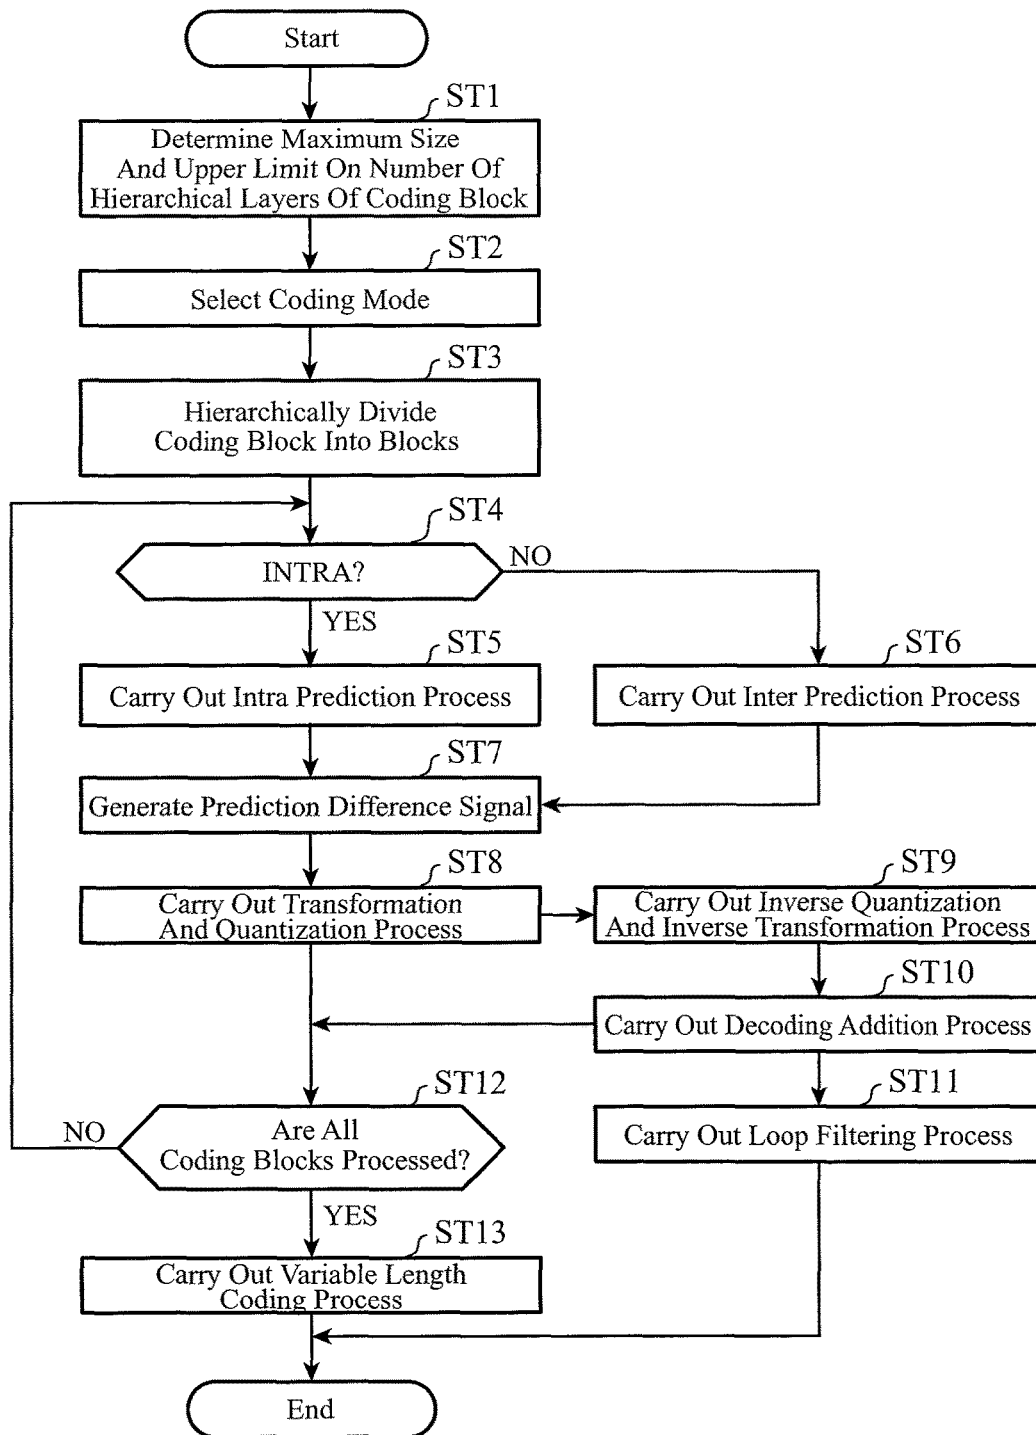 Start
ST1
Determine Maximum Size
And Upper Limit On Number Of
Hierarchical Layers Of Coding Block
ST2
Select Coding Mode
ST3
Hierarchically Divide
Coding Block Into Blocks
ST4
INTRA?
NO
YES
ST5
Carry Out Intra Prediction Process
ST6
Carry Out Inter Prediction Process
ST7
Generate Prediction Difference Signal
ST8
Carry Out Transformation
And Quantization Process
ST9
Carry Out Inverse Quantization
And Inverse Transformation Process
ST10
Carry Out Decoding Addition Process
ST11
Carry Out Loop Filtering Process
ST12
Are All
Coding Blocks Processed?
NO
YES
ST13
Carry Out Variable Length
Coding Process
End